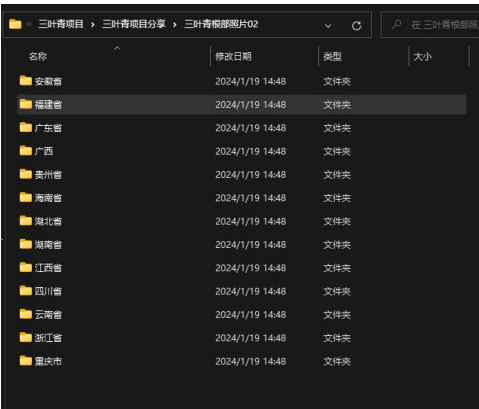 « 三叶青项目 › 三叶青项目分享 › 三叶青根部照片02 在 三叶青根部照
名称 修改日期 类型 大小
安徽省 2024/1/19 14:48 文件夹
福建省 2024/1/19 14:48 文件夹
广东省 2024/1/19 14:48 文件夹
广西 2024/1/19 14:48 文件夹
贵州省 2024/1/19 14:48 文件夹
海南省 2024/1/19 14:48 文件夹
湖北省 2024/1/19 14:48 文件夹
湖南省 2024/1/19 14:48 文件夹
江西省 2024/1/19 14:48 文件夹
四川省 2024/1/19 14:48 文件夹
云南省 2024/1/19 14:48 文件夹
浙江省 2024/1/19 14:48 文件夹
重庆市 2024/1/19 14:48 文件夹